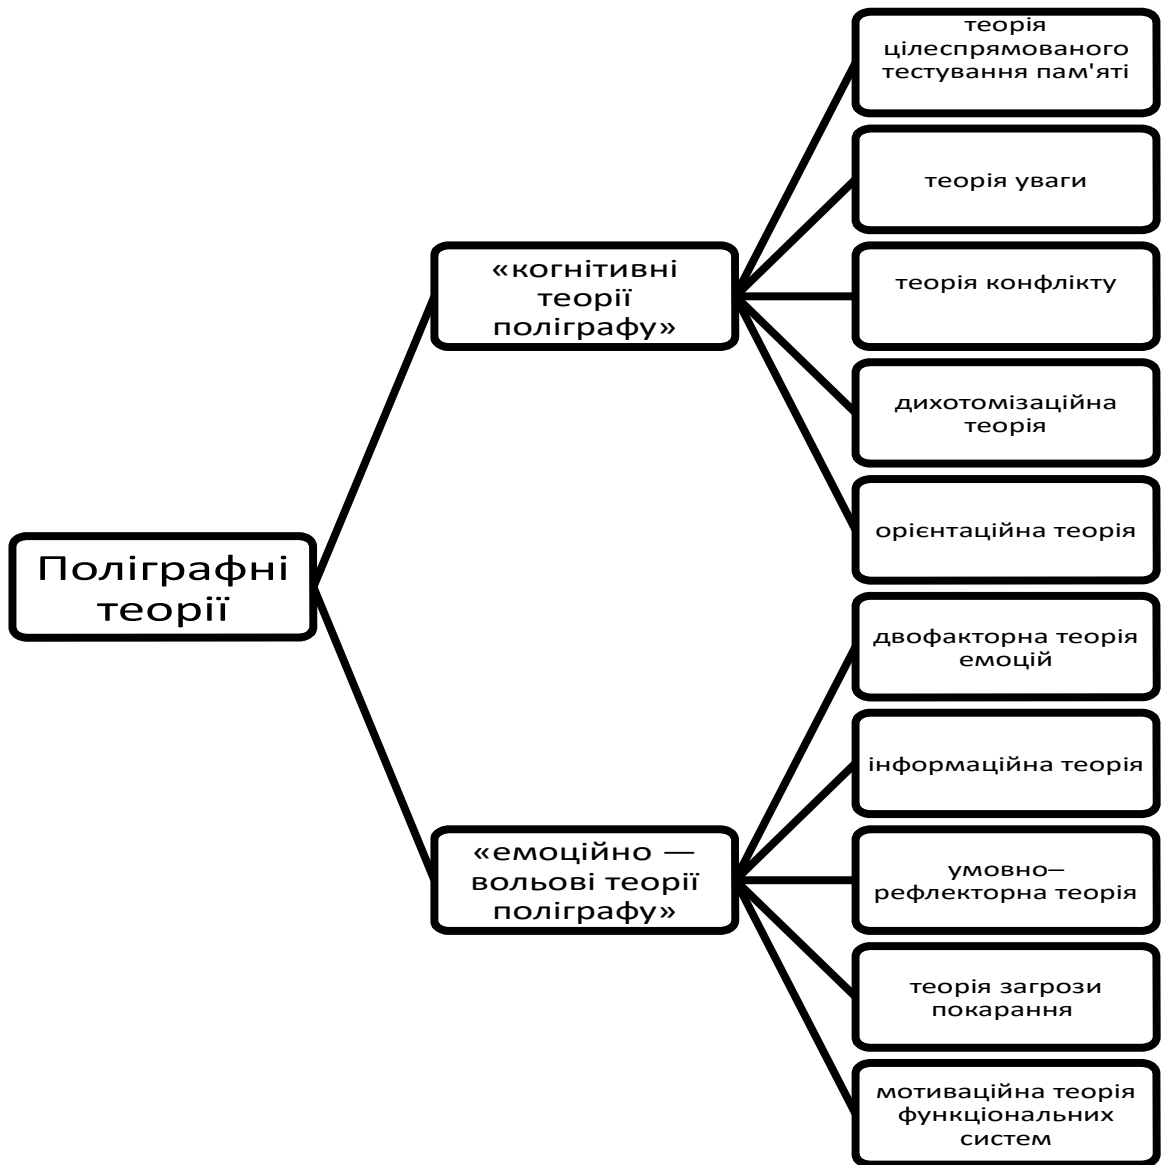 Поліграфні
теорії
«когнітивні
теорії
поліграфу»
теорія
цілеспрямованого
тестування пам'яті
теорія уваги
теорія конфлікту
дихотомізаційна
теорія
орієнтаційна теорія
«емоційно —
вольові теорії
поліграфу»
двофакторна теорія
емоцій
інформаційна теорія
умовно–
рефлекторна теорія
теорія загрози
покарання
мотиваційна теорія
функціональних
систем